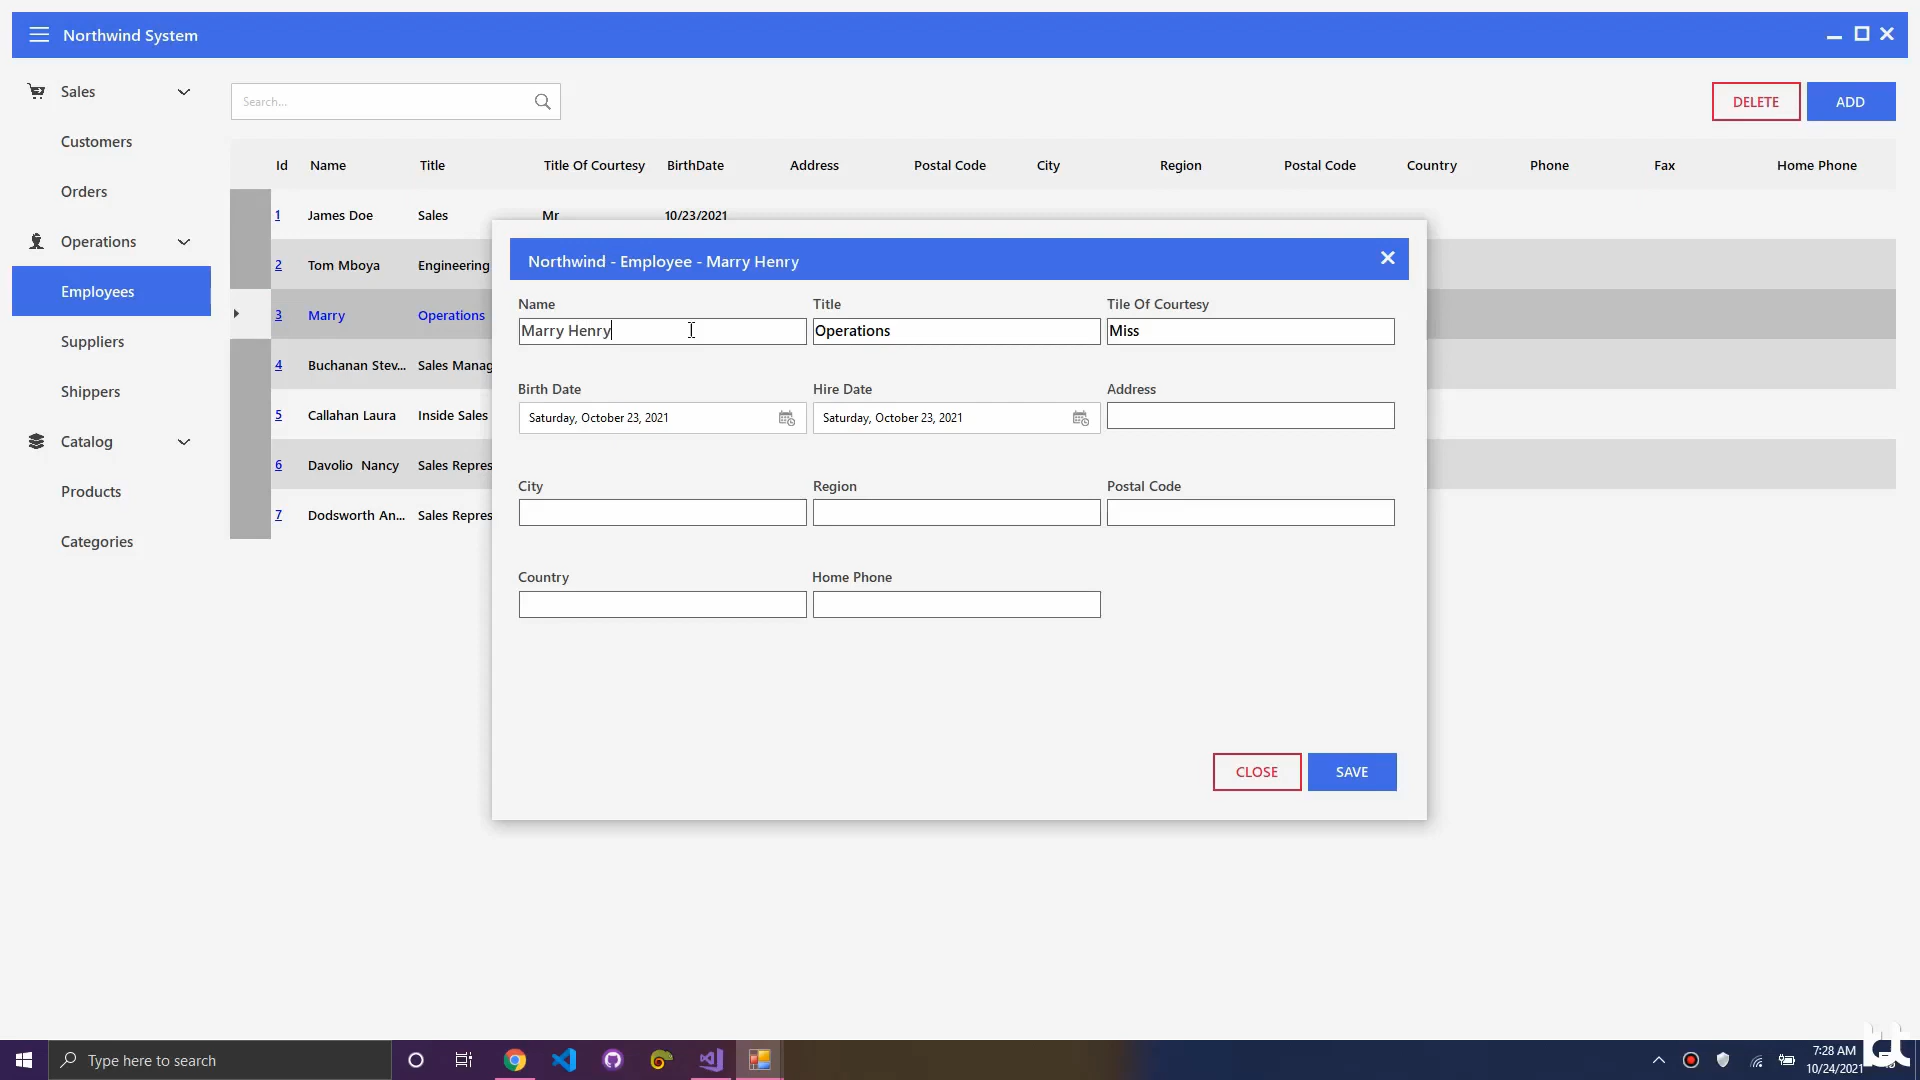 Northwind System
Sales
Customers
Orders
Operations
Employees
Suppliers
Shippers
Catalog
Products
Categories
Search...
DELETE
ADD
Id Name Title Title Of Courtesy BirthDate Address Postal Code City Region Postal Code Country Phone Fax Home Phone
1 James Doe Sales Mr 10/23/2021
2 Tom Mboya Engineering
3 Marry Operations
4 Buchanan Stev... Sales Manag
5 Callahan Laura Inside Sales
6 Davolio Nancy Sales Repres
7 Dodsworth An... Sales Repres
Northwind - Employee - Marry Henry
Name Title Tile Of Courtesy
Marry Henry Operations Miss
Birth Date Hire Date Address
Saturday, October 23, 2021 Saturday, October 23, 2021
City Region Postal Code
Country Home Phone
CLOSE SAVE
Type here to search
7:28 AM
10/24/2021